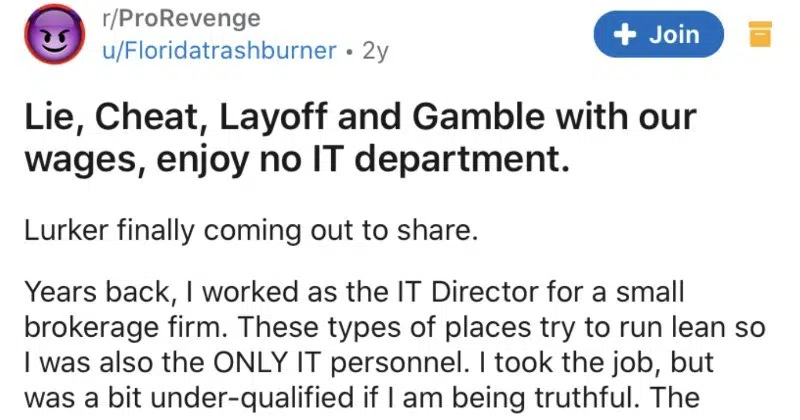 r/ProRevenge
u/Floridatrashburner • 2y
+ Join
Lie, Cheat, Layoff and Gamble with our
wages, enjoy no IT department.
Lurker finally coming out to share.
Years back, I worked as the IT Director for a small
brokerage firm. These types of places try to run lean so
I was also the ONLY IT personnel. I took the job, but
was a bit under-qualified if I am being truthful. The